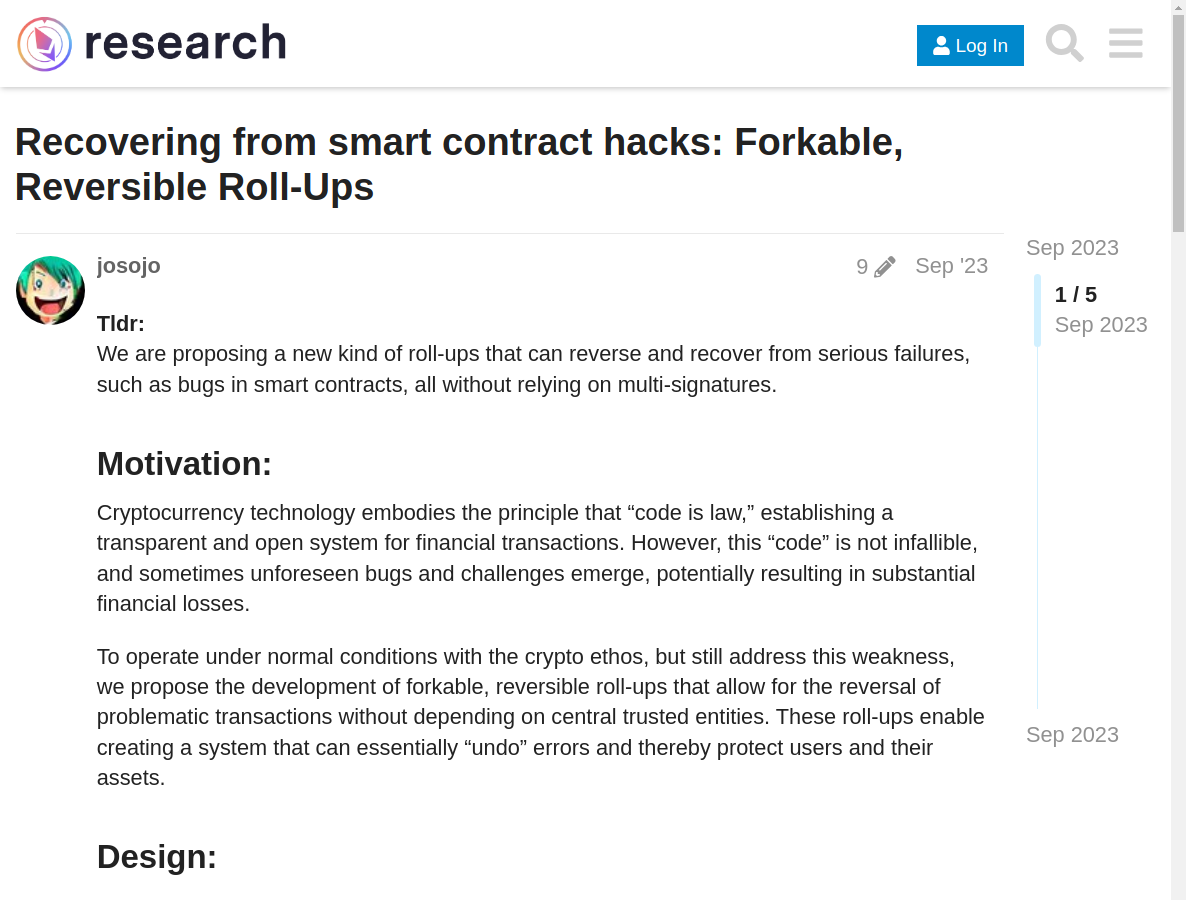 research
Log In
Recovering from smart contract hacks: Forkable,
Reversible Roll-Ups
josojo
9
Sep '23
Tldr:
We are proposing a new kind of roll-ups that can reverse and recover from serious failures,
such as bugs in smart contracts, all without relying on multi-signatures.
Motivation:
Cryptocurrency technology embodies the principle that “code is law,” establishing a
transparent and open system for financial transactions. However, this “code” is not infallible,
and sometimes unforeseen bugs and challenges emerge, potentially resulting in substantial
financial losses.
To operate under normal conditions with the crypto ethos, but still address this weakness,
we propose the development of forkable, reversible roll-ups that allow for the reversal of
problematic transactions without depending on central trusted entities. These roll-ups enable
creating a system that can essentially “undo” errors and thereby protect users and their
assets.
Design:
Sep 2023
1 / 5
Sep 2023
Sep 2023